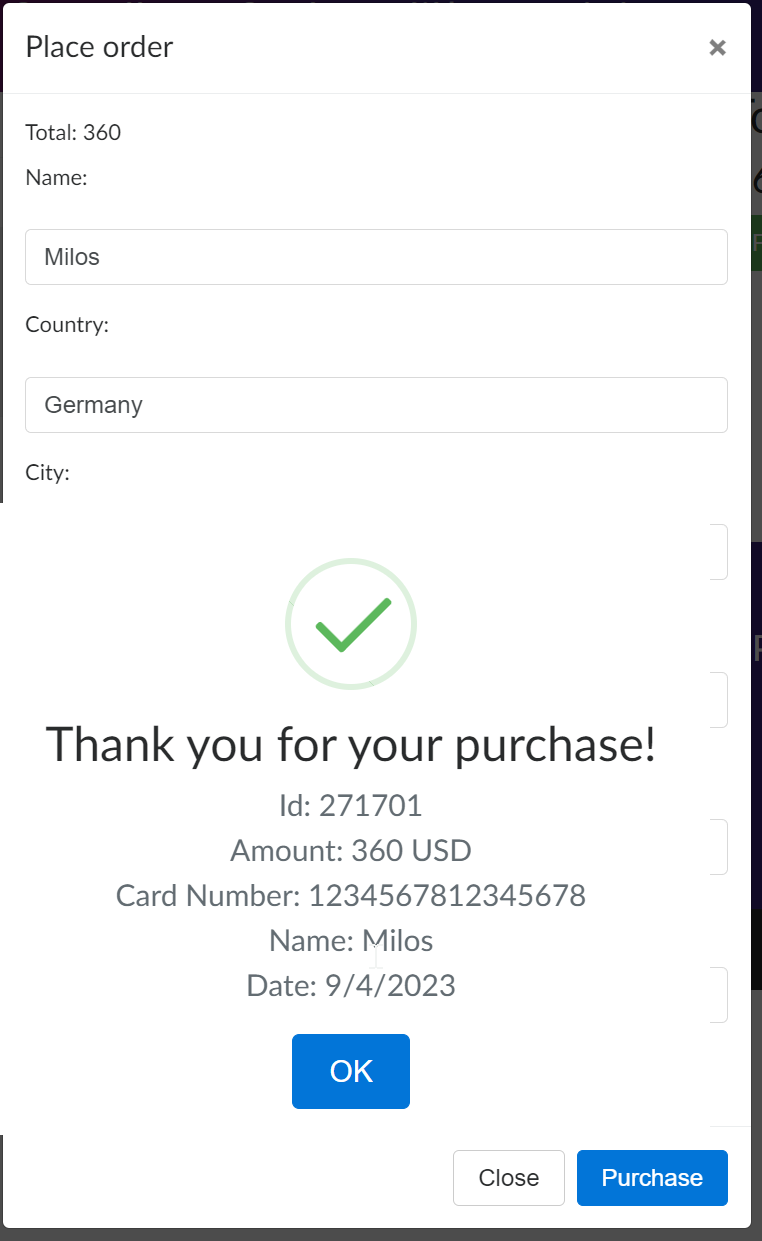 Place order
×
Total: 360
Name:
Milos
Country:
Germany
City:
Thank you for your purchase!
Id: 271701
Amount: 360 USD
Card Number: 1234567812345678
Name: Milos
Date: 9/4/2023
OK
Close
Purchase